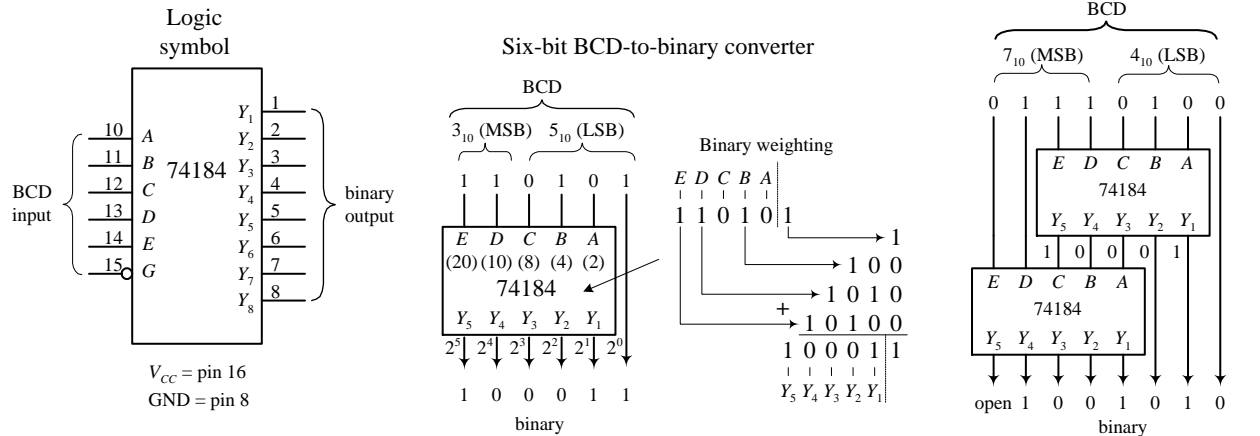 Logic
symbol
10 A
11 B
12 C
13 D
14 E
15 G
BCD
input
74184
Y1 1
Y2 2
Y3 3
Y4 4
Y5 5
Y6 6
Y7 7
Y8 8
binary
output
VCC = pin 16
GND = pin 8
Six-bit BCD-to-binary converter
BCD
3₁₀ (MSB) 5₁₀ (LSB)
1 1 0 1 0 1
E D C B A
(20) (10) (8) (4) (2)
74184
Y5 Y4 Y3 Y2 Y1
2⁵ 2⁴ 2³ 2² 2¹ 2⁰
1 0 0 0 1 1
binary
Binary weighting
E D C B A
1 1 0 1 0 1
1
1 0 0
1 0 1 0
+ 1 0 1 0 0
1 0 0 0 1 1
Y5 Y4 Y3 Y2 Y1
BCD
7₁₀ (MSB) 4₁₀ (LSB)
0 1 1 1 0 1 0 0
E D C B A
74184
Y5 Y4 Y3 Y2 Y1
1 0 0 0 1
E D C B A
74184
Y5 Y4 Y3 Y2 Y1
open 1 0 0 1 0 1 0
binary